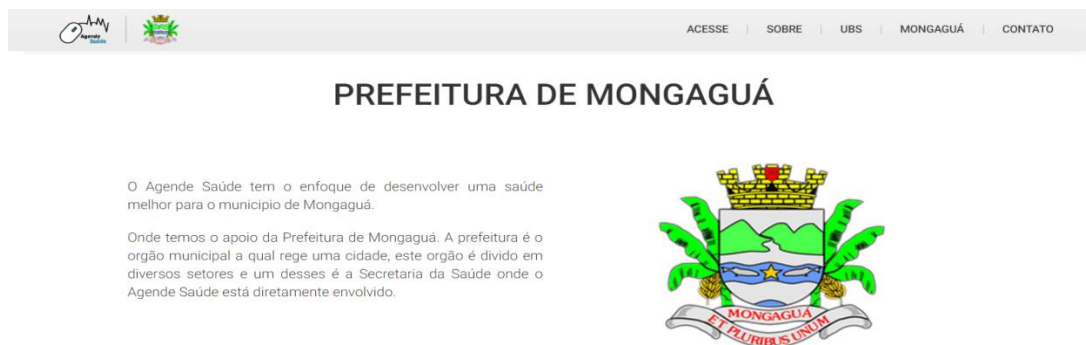 Agende
Saúde
ACESSE | SOBRE | UBS | MONGAGUÁ | CONTATO
PREFEITURA DE MONGAGUÁ
O Agende Saúde tem o enfoque de desenvolver uma saúde
melhor para o municipio de Mongaguá.
Onde temos o apoio da Prefeitura de Mongaguá. A prefeitura é o
orgão municipal a qual rege uma cidade, este orgão é divido em
diversos setores e um desses é a Secretaria da Saúde onde o
Agende Saúde está diretamente envolvido.
MONGAGUÁ
ET PLURIBUS UNUM